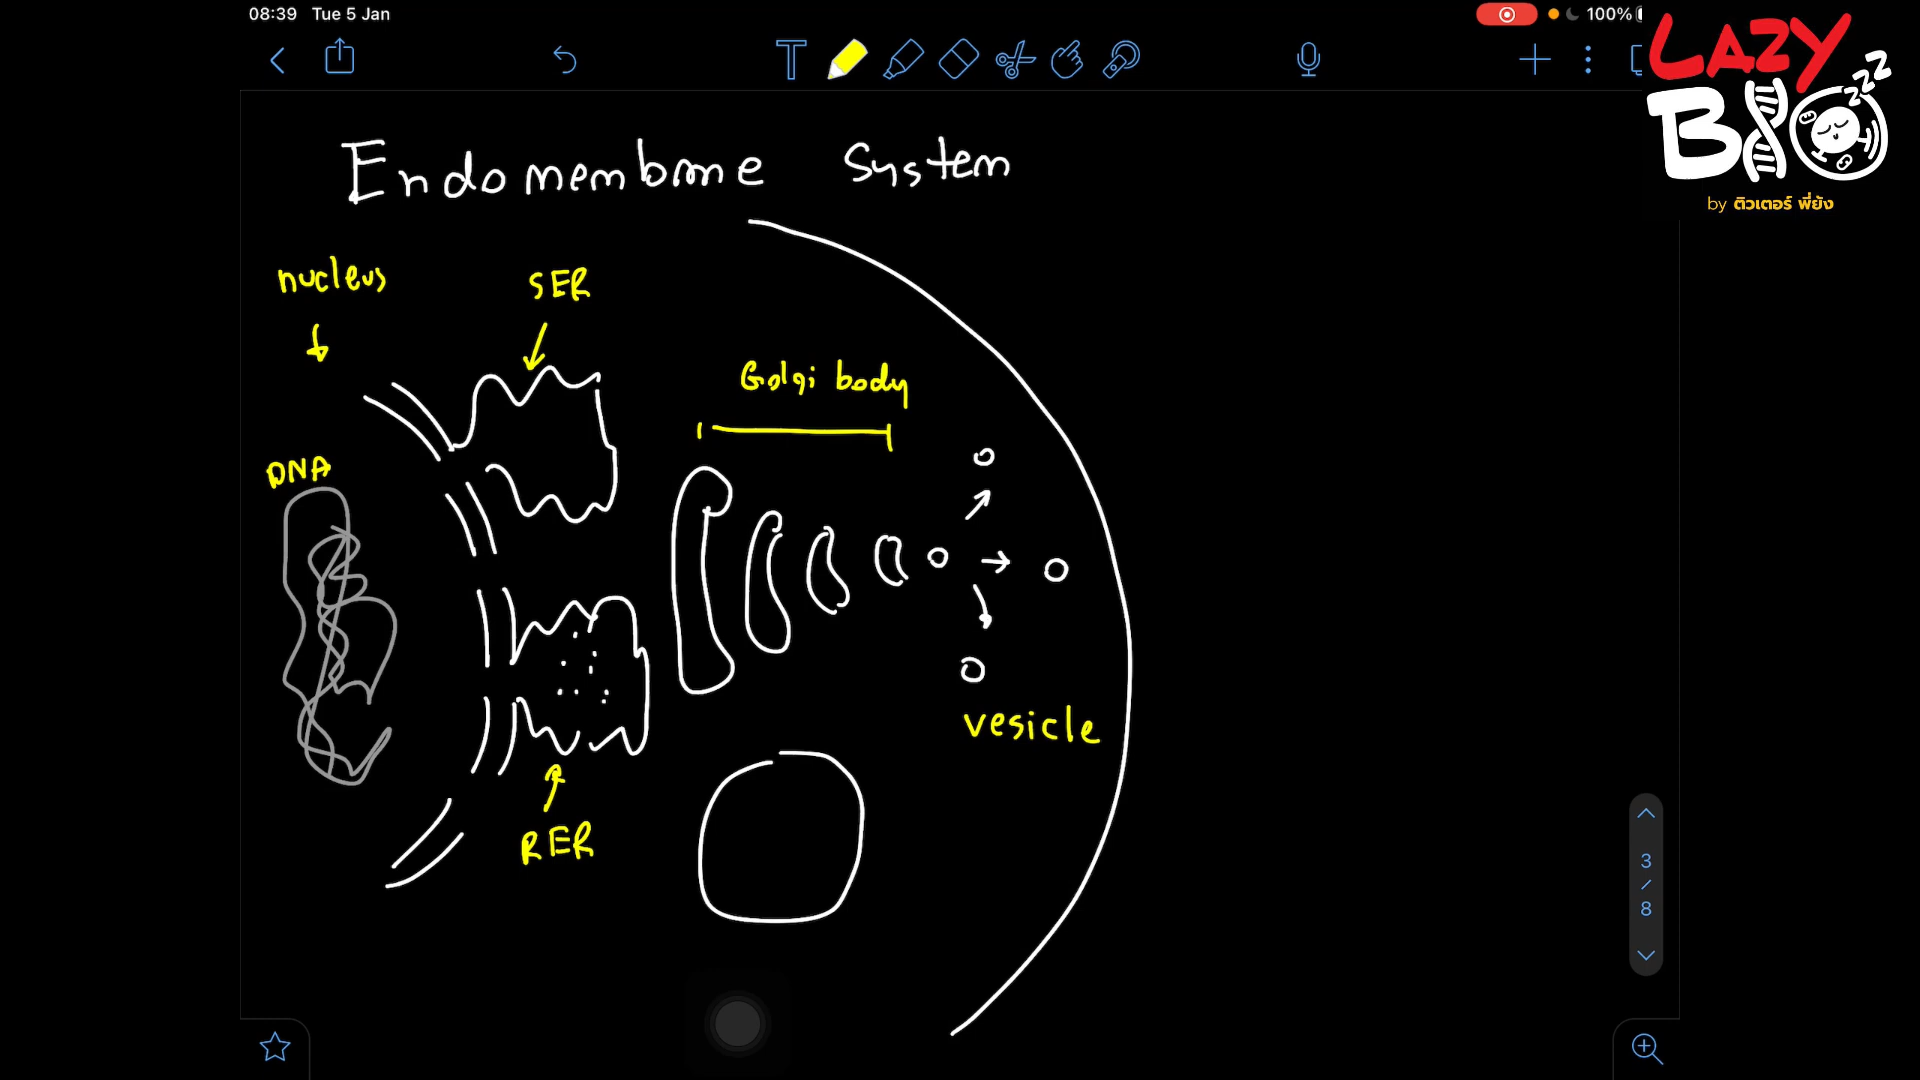 08:39 Tue 5 Jan
100%
LAZY
BIO
zzz
by ติวเตอร์ พี่ยัง
Endomembrane System
nucleus
SER
Golgi body
DNA
vesicle
RER
3
/
8